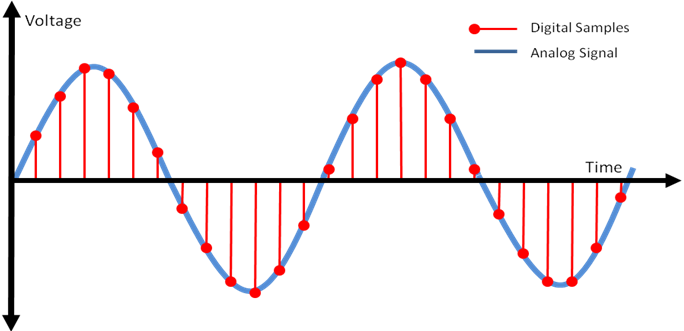 Voltage
Digital Samples
Analog Signal
Time